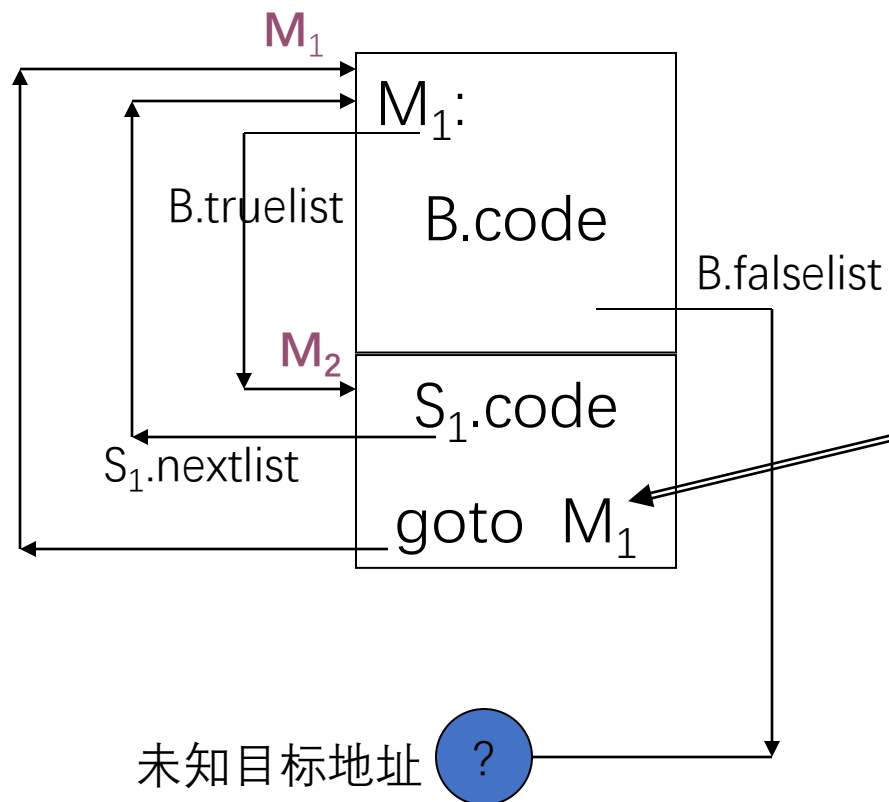 M₁
M₁:
B.truelist
B.code
B.falselist
M₂
S₁.code
S₁.nextlist
goto M₁
未知目标地址
?